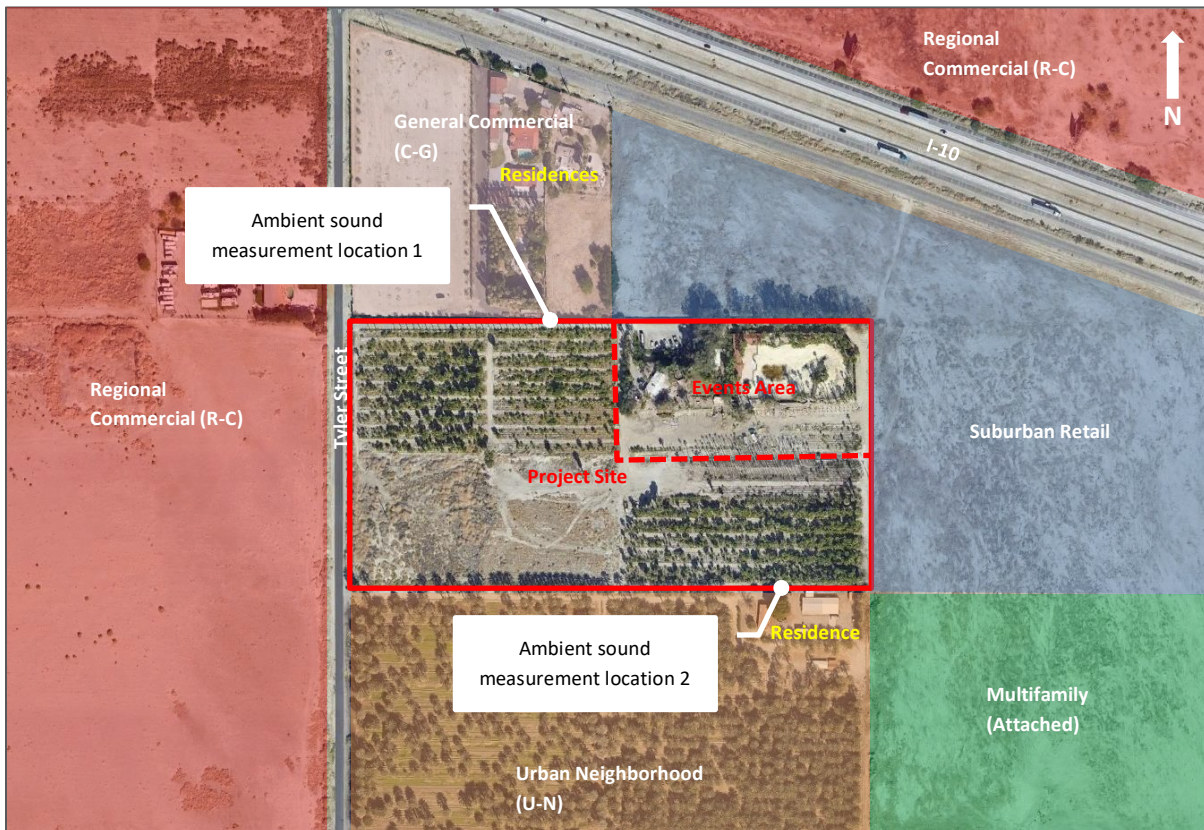 Regional
Commercial (R-C)
N
I-10
General Commercial
(C-G)
Residences
Ambient sound
measurement location 1
Tyler Street
Regional
Commercial (R-C)
Events Area
Suburban Retail
Project Site
Ambient sound
measurement location 2
Residence
Multifamily
(Attached)
Urban Neighborhood
(U-N)